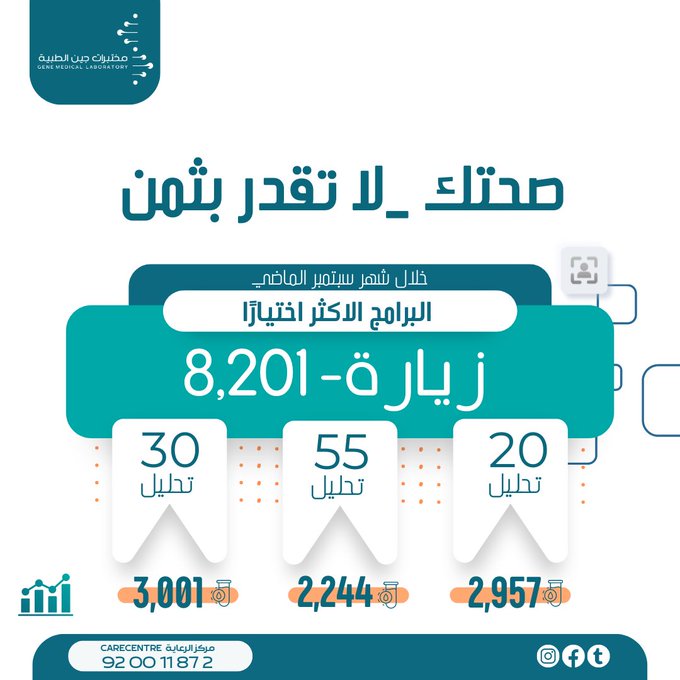 مختبرات جين الطبية
GENE MEDICAL LABORATORY
صحتك _لا تقدر بثمن
خلال شهر سبتمبر الماضي
البرامج الاكثر اختيارًا
زيارة-8,201
20
تحليل
55
تحليل
30
تحليل
2,957
2,244
3,001
CARECENTRE مركز الرعاية
92 00 11 87 2